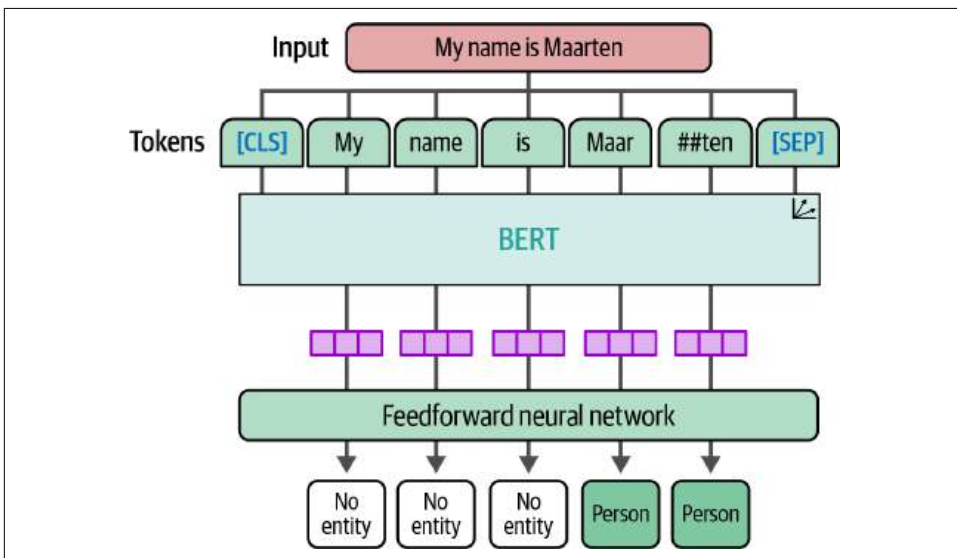 Input
My name is Maarten
Tokens
[CLS]
My
name
is
Maar
##ten
[SEP]
BERT
Feedforward neural network
No
entity
No
entity
No
entity
Person
Person